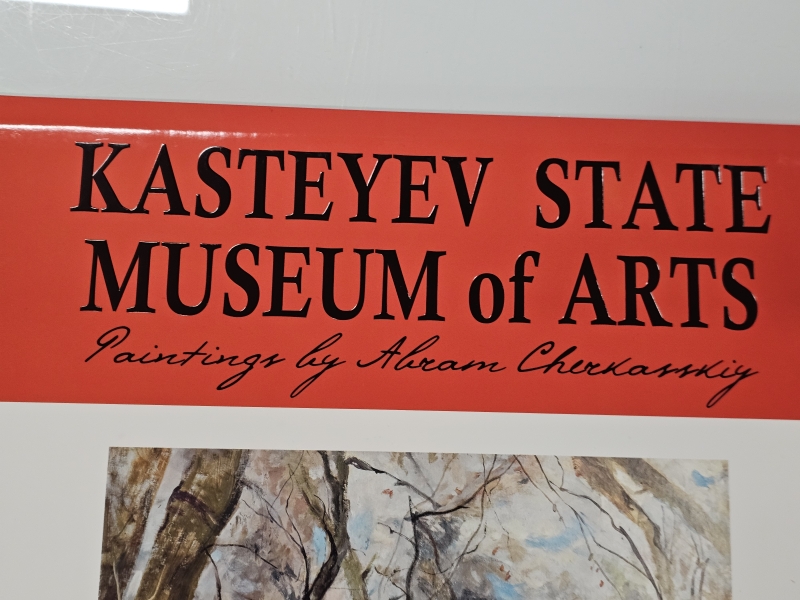 KASTEYEV STATE
MUSEUM of ARTS
Paintings by Abram Cherkasskiy